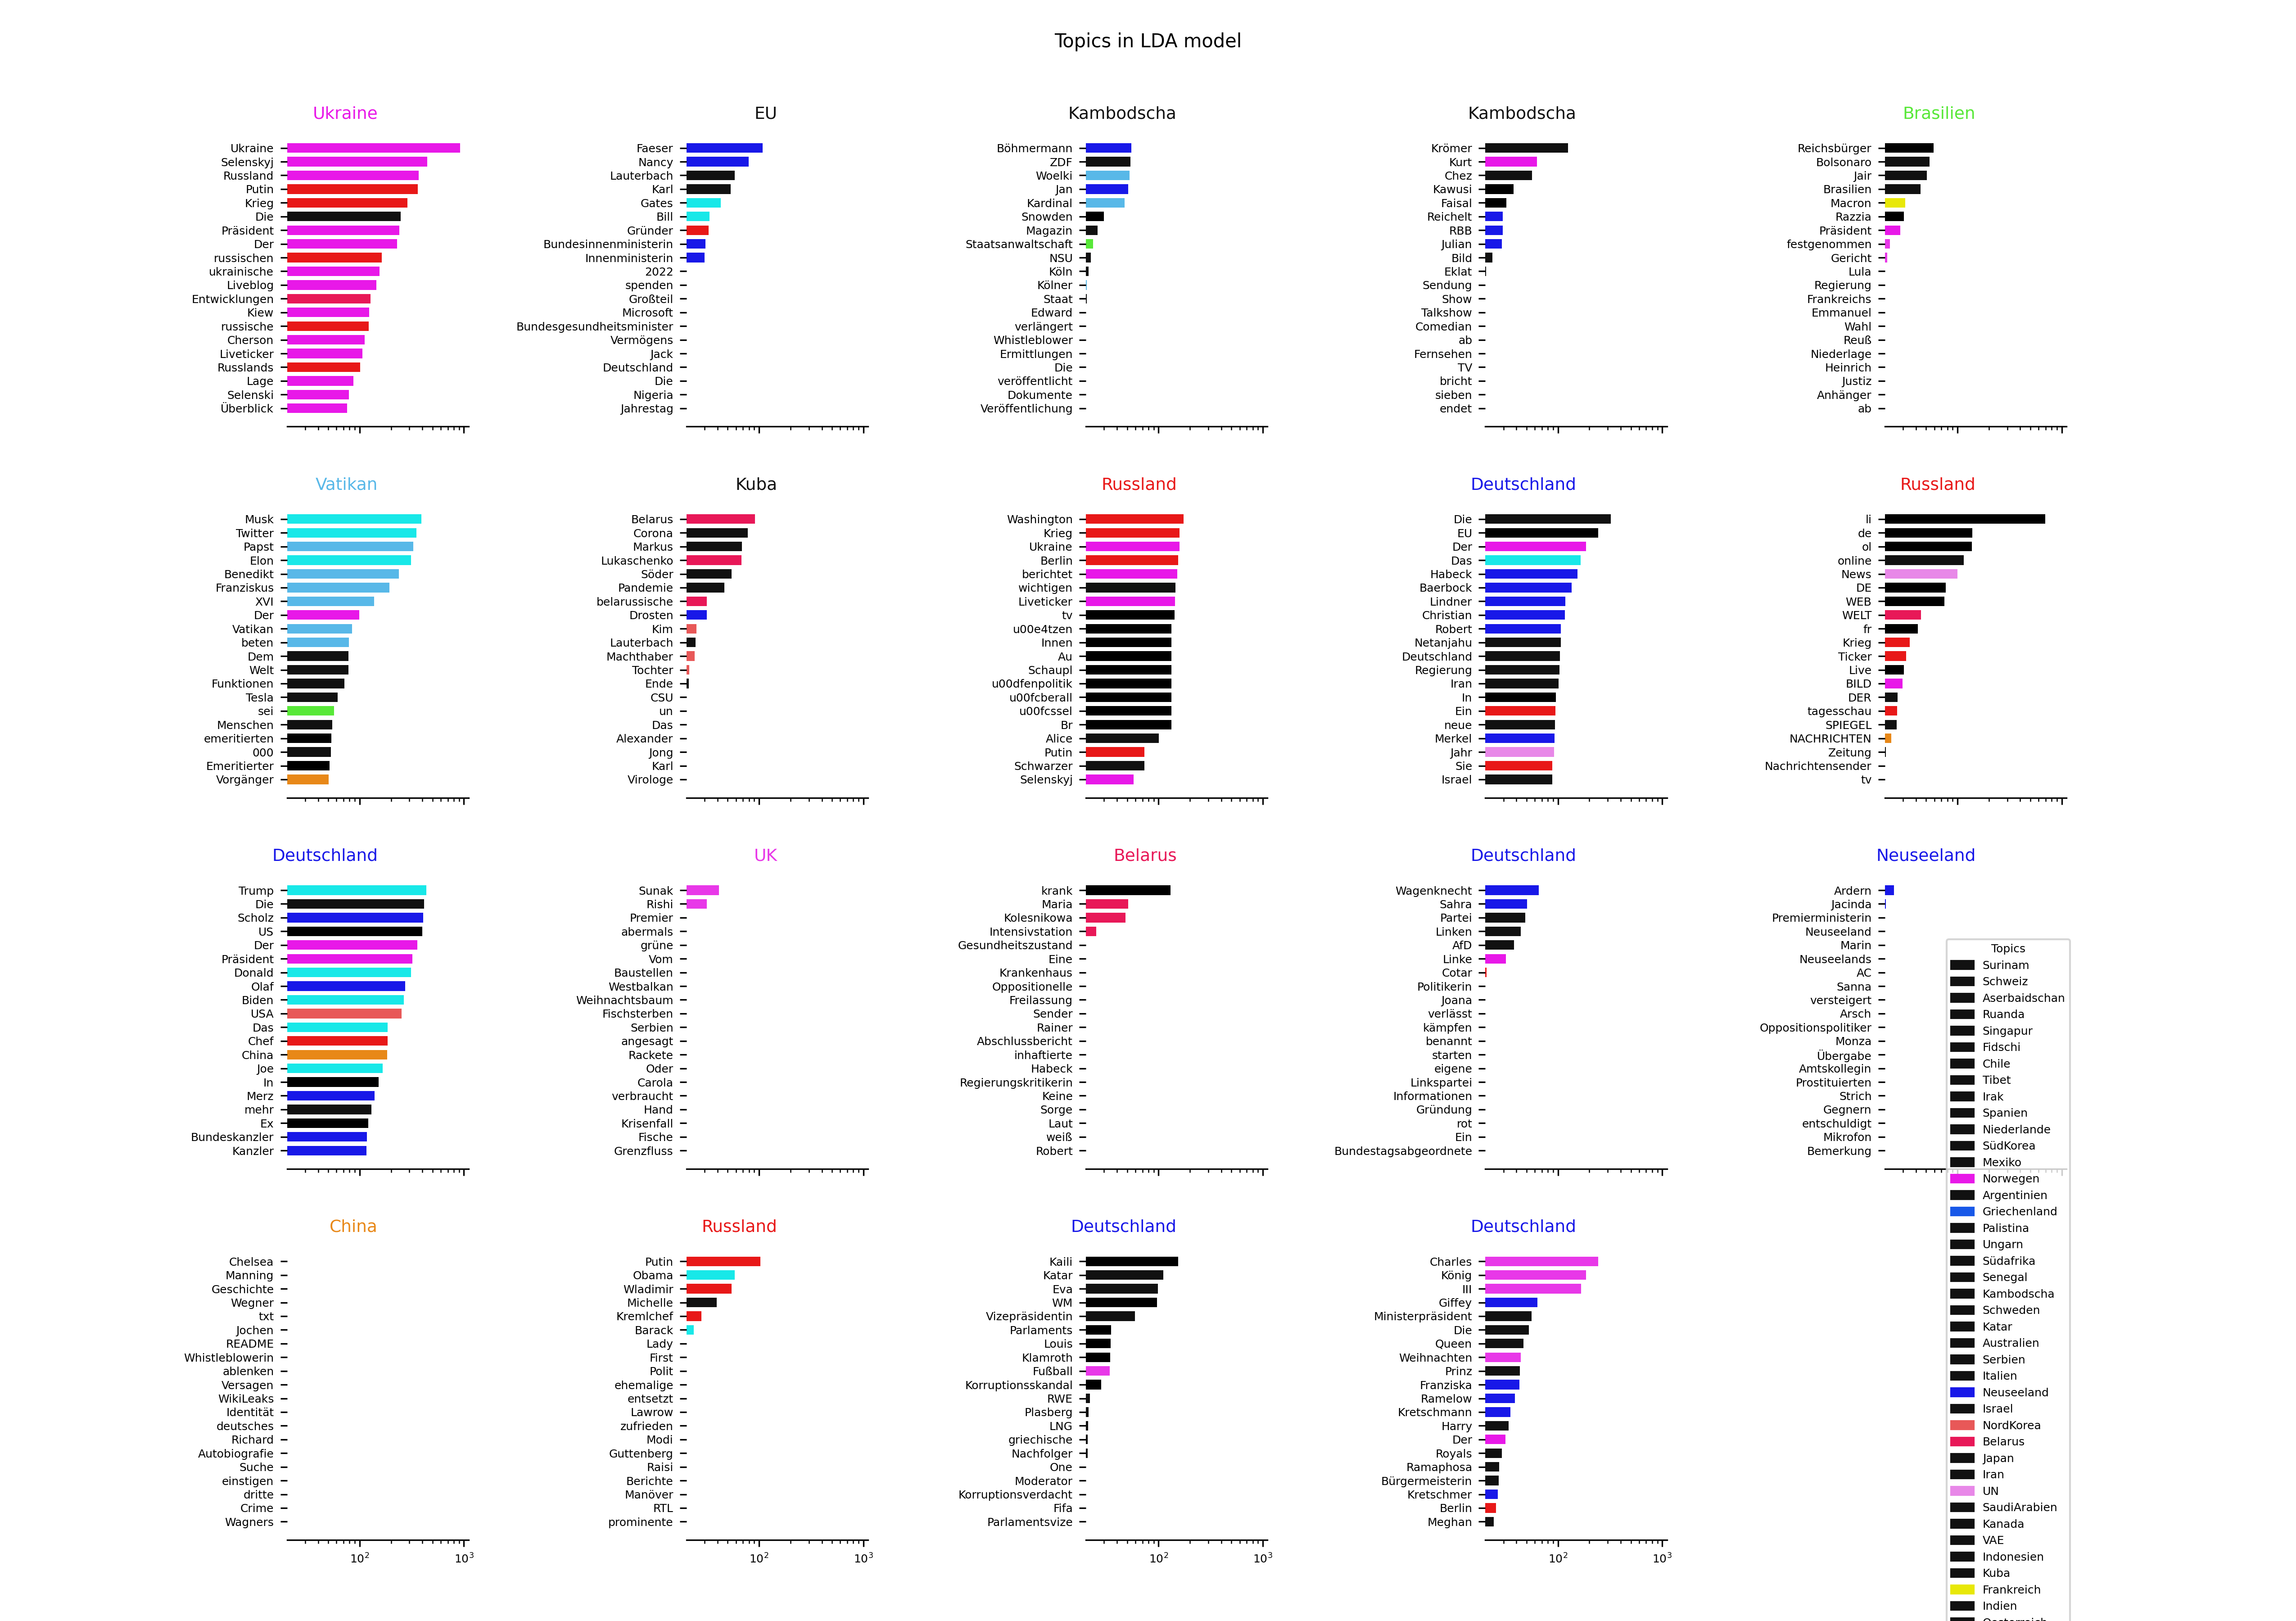 Topics in LDA model
Ukraine
Ukraine
Selenskyj
Russland
Putin
Krieg
Die
Präsident
Der
russischen
ukrainische
Liveblog
Entwicklungen
Kiew
russische
Cherson
Liveticker
Russlands
Lage
Selenski
Überblick
EU
Faeser
Nancy
Lauterbach
Karl
Gates
Bill
Gründer
Bundesinnenministerin
Innenministerin
2022
spenden
Großteil
Microsoft
Bundesgesundheitsminister
Vermögens
Jack
Deutschland
Die
Nigeria
Jahrestag
Kambodscha
Böhmermann
ZDF
Woelki
Jan
Kardinal
Snowden
Magazin
Staatsanwaltschaft
NSU
Köln
Kölner
Staat
Edward
verlängert
Whistleblower
Ermittlungen
Die
veröffentlicht
Dokumente
Veröffentlichung
Kambodscha
Krömer
Kurt
Chez
Kawusi
Faisal
Reichelt
RBB
Julian
Bild
Eklat
Sendung
Show
Talkshow
Comedian
ab
Fernsehen
TV
bricht
sieben
endet
Brasilien
Reichsbürger
Bolsonaro
Jair
Brasilien
Macron
Razzia
Präsident
festgenommen
Gericht
Lula
Regierung
Frankreichs
Emmanuel
Wahl
Reuß
Niederlage
Heinrich
Justiz
Anhänger
ab
Vatikan
Musk
Twitter
Papst
Elon
Benedikt
Franziskus
XVI
Der
Vatikan
beten
Dem
Welt
Funktionen
Tesla
sei
Menschen
emeritierten
000
Emeritierter
Vorgänger
Kuba
Belarus
Corona
Markus
Lukaschenko
Söder
Pandemie
belarussische
Drosten
Kim
Lauterbach
Machthaber
Tochter
Ende
CSU
un
Das
Alexander
Jong
Karl
Virologe
Russland
Washington
Krieg
Ukraine
Berlin
berichtet
wichtigen
Liveticker
tv
u00e4tzen
Innen
Au
Schaupl
u00dfenpolitik
u00fcberall
u00fcssel
Br
Alice
Putin
Schwarzer
Selenskyj
Deutschland
Die
EU
Der
Das
Habeck
Baerbock
Lindner
Christian
Robert
Netanjahu
Deutschland
Regierung
Iran
In
Ein
neue
Merkel
Jahr
Sie
Israel
Russland
li
de
ol
online
News
DE
WEB
WELT
fr
Krieg
Ticker
Live
BILD
DER
tagesschau
SPIEGEL
NACHRICHTEN
Zeitung
Nachrichtensender
tv
Deutschland
Trump
Die
Scholz
US
Der
Präsident
Donald
Olaf
Biden
USA
Das
Chef
China
Joe
In
Merz
mehr
Ex
Bundeskanzler
Kanzler
UK
Sunak
Rishi
Premier
abermals
grüne
Vom
Baustellen
Westbalkan
Weihnachtsbaum
Fischsterben
Serbien
angesagt
Rackete
Oder
Carola
verbraucht
Hand
Krisenfall
Fische
Grenzfluss
Belarus
krank
Maria
Kolesnikowa
Intensivstation
Gesundheitszustand
Eine
Krankenhaus
Oppositionelle
Freilassung
Sender
Rainer
Abschlussbericht
inhaftierte
Habeck
Regierungskritikerin
Keine
Sorge
Laut
weiß
Robert
Deutschland
Wagenknecht
Sahra
Partei
Linken
AfD
Linke
Cotar
Politikerin
Joana
verlässt
kämpfen
benannt
starten
eigene
Linkspartei
Informationen
Gründung
rot
Ein
Bundestagsabgeordnete
Neuseeland
Ardern
Jacinda
Premierministerin
Neuseeland
Marin
Neuseelands
AC
Sanna
versteigert
Arsch
Oppositionspolitiker
Monza
Übergabe
Amtskollegin
Prostituierten
Strich
Gegnern
entschuldigt
Mikrofon
Bemerkung
China
Chelsea
Manning
Geschichte
Wegner
txt
Jochen
README
Whistleblowerin
ablenken
Versagen
WikiLeaks
Identität
deutsches
Richard
Autobiografie
Suche
einstigen
dritte
Crime
Wagners
10² 10³
Russland
Putin
Obama
Wladimir
Michelle
Kremlchef
Barack
Lady
First
Polit
ehemalige
entsetzt
Lawrow
zufrieden
Modi
Guttenberg
Raisi
Berichte
Manöver
RTL
prominente
10² 10³
Deutschland
Kaili
Katar
Eva
WM
Vizepräsidentin
Parlaments
Louis
Klamroth
Fußball
Korruptionsskandal
RWE
Plasberg
LNG
griechische
Nachfolger
One
Moderator
Korruptionsverdacht
Fifa
Parlamentsvize
10² 10³
Deutschland
Charles
König
III
Giffey
Ministerpräsident
Die
Queen
Weihnachten
Prinz
Franziska
Ramelow
Kretschmann
Harry
Der
Royals
Ramaphosa
Bürgermeisterin
Kretschmer
Berlin
Meghan
10² 10³
Topics
Surinam
Schweiz
Aserbaidschan
Ruanda
Singapur
Fidschi
Chile
Tibet
Irak
Spanien
Niederlande
SüdKorea
Mexiko
Norwegen
Argentinien
Griechenland
Palistina
Ungarn
Südafrika
Senegal
Kambodscha
Schweden
Katar
Australien
Serbien
Italien
Neuseeland
Israel
NordKorea
Belarus
Japan
Iran
UN
SaudiArabien
Kanada
VAE
Indonesien
Kuba
Frankreich
Indien